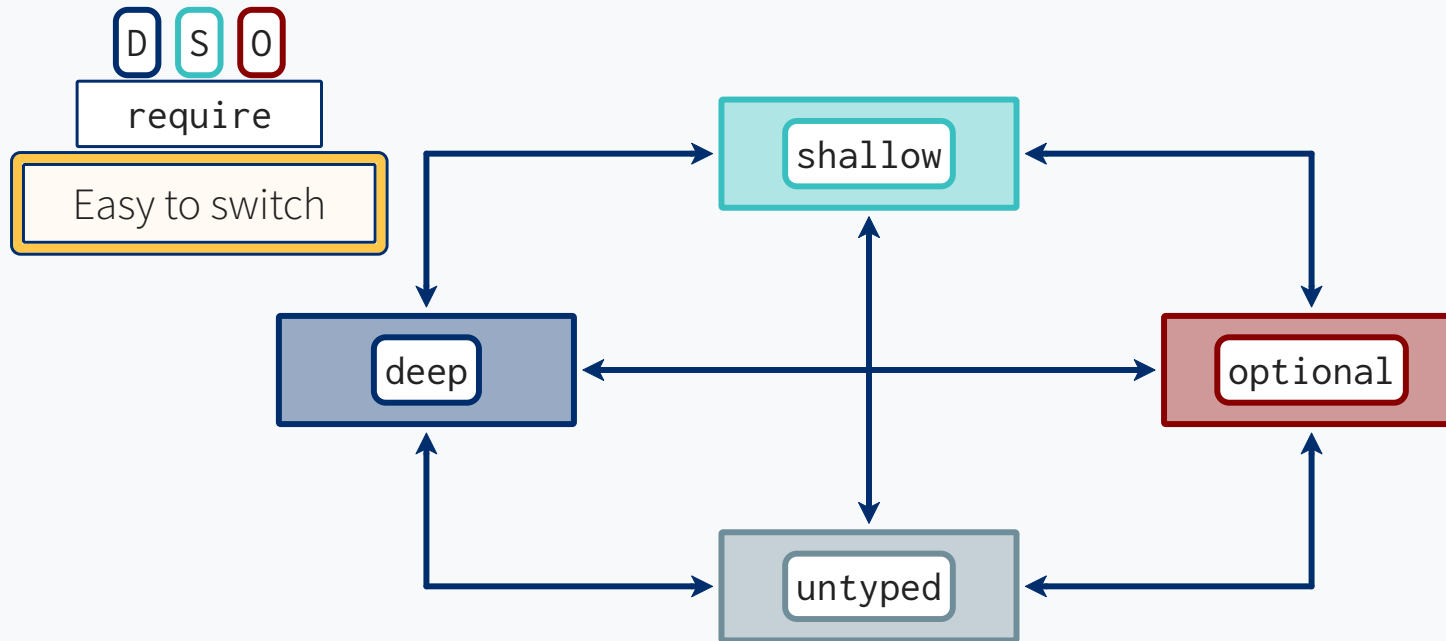 D S O
require
Easy to switch
shallow
deep
optional
untyped